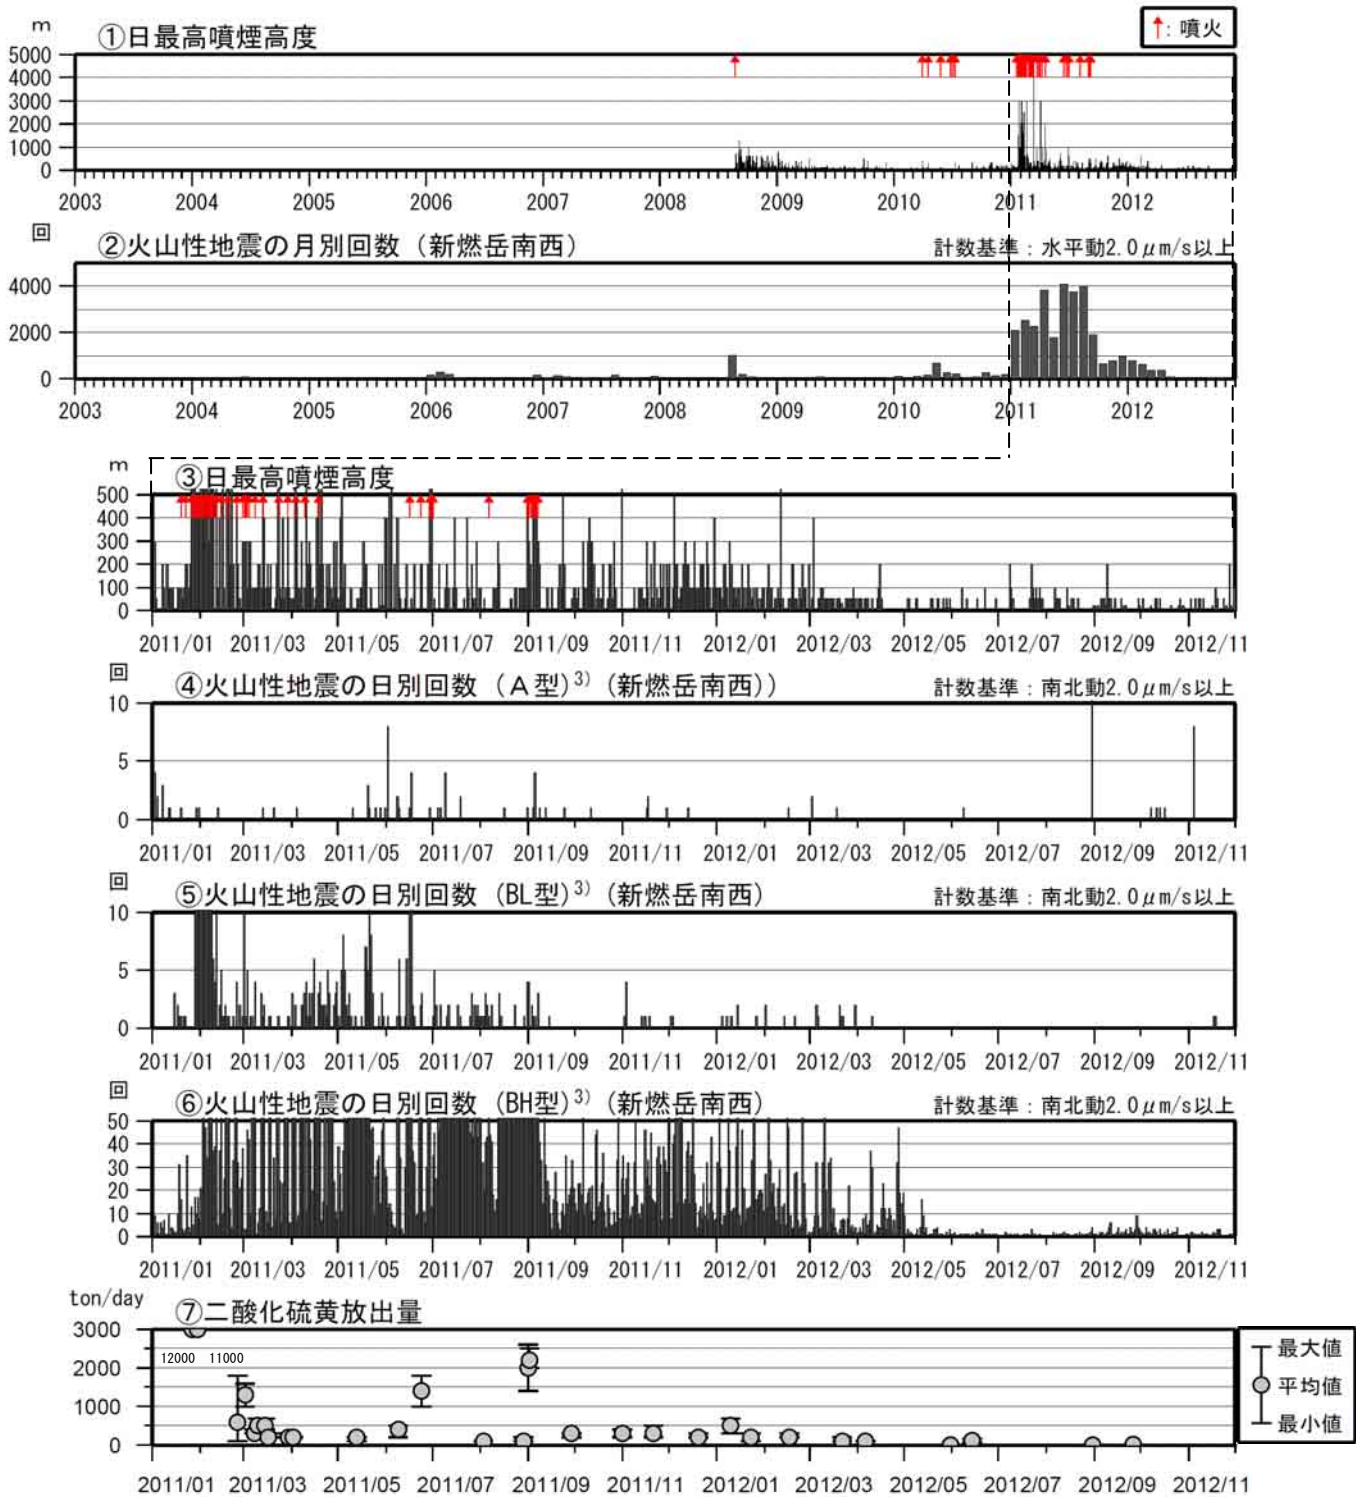 m
①日最高噴煙高度
↑: 噴火
5000
4000
3000
2000
1000
0
2003 2004 2005 2006 2007 2008 2009 2010 2011 2012
回
②火山性地震の月別回数（新燃岳南西）
計数基準：水平動2.0μm/s以上
4000
2000
0
2003 2004 2005 2006 2007 2008 2009 2010 2011 2012
m
③日最高噴煙高度
500
400
300
200
100
0
2011/01 2011/03 2011/05 2011/07 2011/09 2011/11 2012/01 2012/03 2012/05 2012/07 2012/09 2012/11
回
④火山性地震の日別回数（A型）3)（新燃岳南西））
計数基準：南北動2.0μm/s以上
10
5
0
2011/01 2011/03 2011/05 2011/07 2011/09 2011/11 2012/01 2012/03 2012/05 2012/07 2012/09 2012/11
回
⑤火山性地震の日別回数（BL型）3)（新燃岳南西）
計数基準：南北動2.0μm/s以上
10
5
0
2011/01 2011/03 2011/05 2011/07 2011/09 2011/11 2012/01 2012/03 2012/05 2012/07 2012/09 2012/11
回
⑥火山性地震の日別回数（BH型）3)（新燃岳南西）
計数基準：南北動2.0μm/s以上
50
40
30
20
10
0
2011/01 2011/03 2011/05 2011/07 2011/09 2011/11 2012/01 2012/03 2012/05 2012/07 2012/09 2012/11
ton/day
⑦二酸化硫黄放出量
3000
12000 11000
2000
1000
0
最大値
平均値
最小値
2011/01 2011/03 2011/05 2011/07 2011/09 2011/11 2012/01 2012/03 2012/05 2012/07 2012/09 2012/11